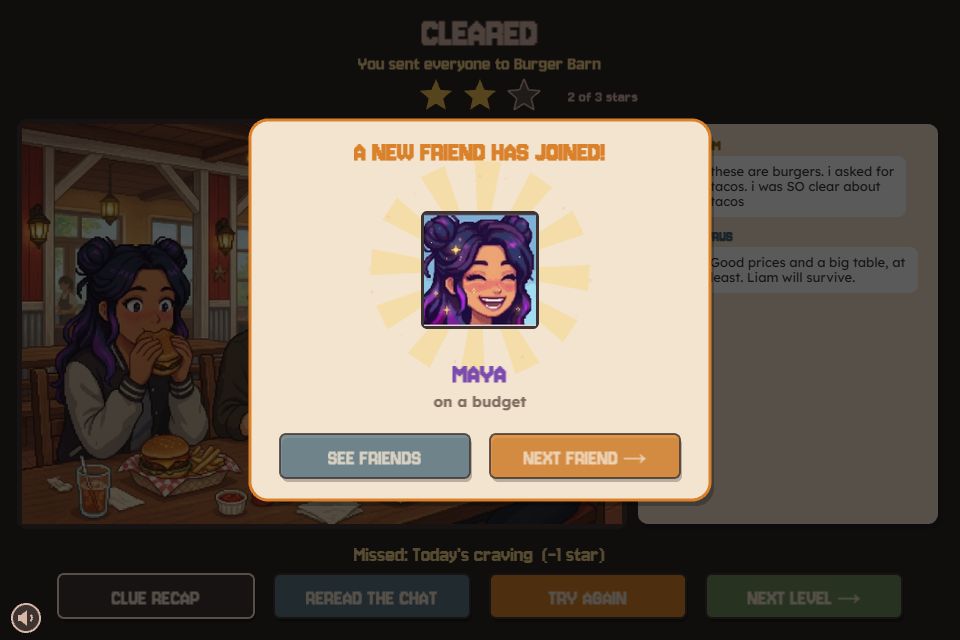 CLEARED
You sent everyone to Burger Barn
2 of 3 stars
A NEW FRIEND HAS JOINED!
MAYA
on a budget
SEE FRIENDS
NEXT FRIEND →
M
these are burgers. i asked for
tacos. i was SO clear about
tacos
RUS
Good prices and a big table, at
least. Liam will survive.
Missed: Today's craving (-1 star)
CLUE RECAP
REREAD THE CHAT
TRY AGAIN
NEXT LEVEL →